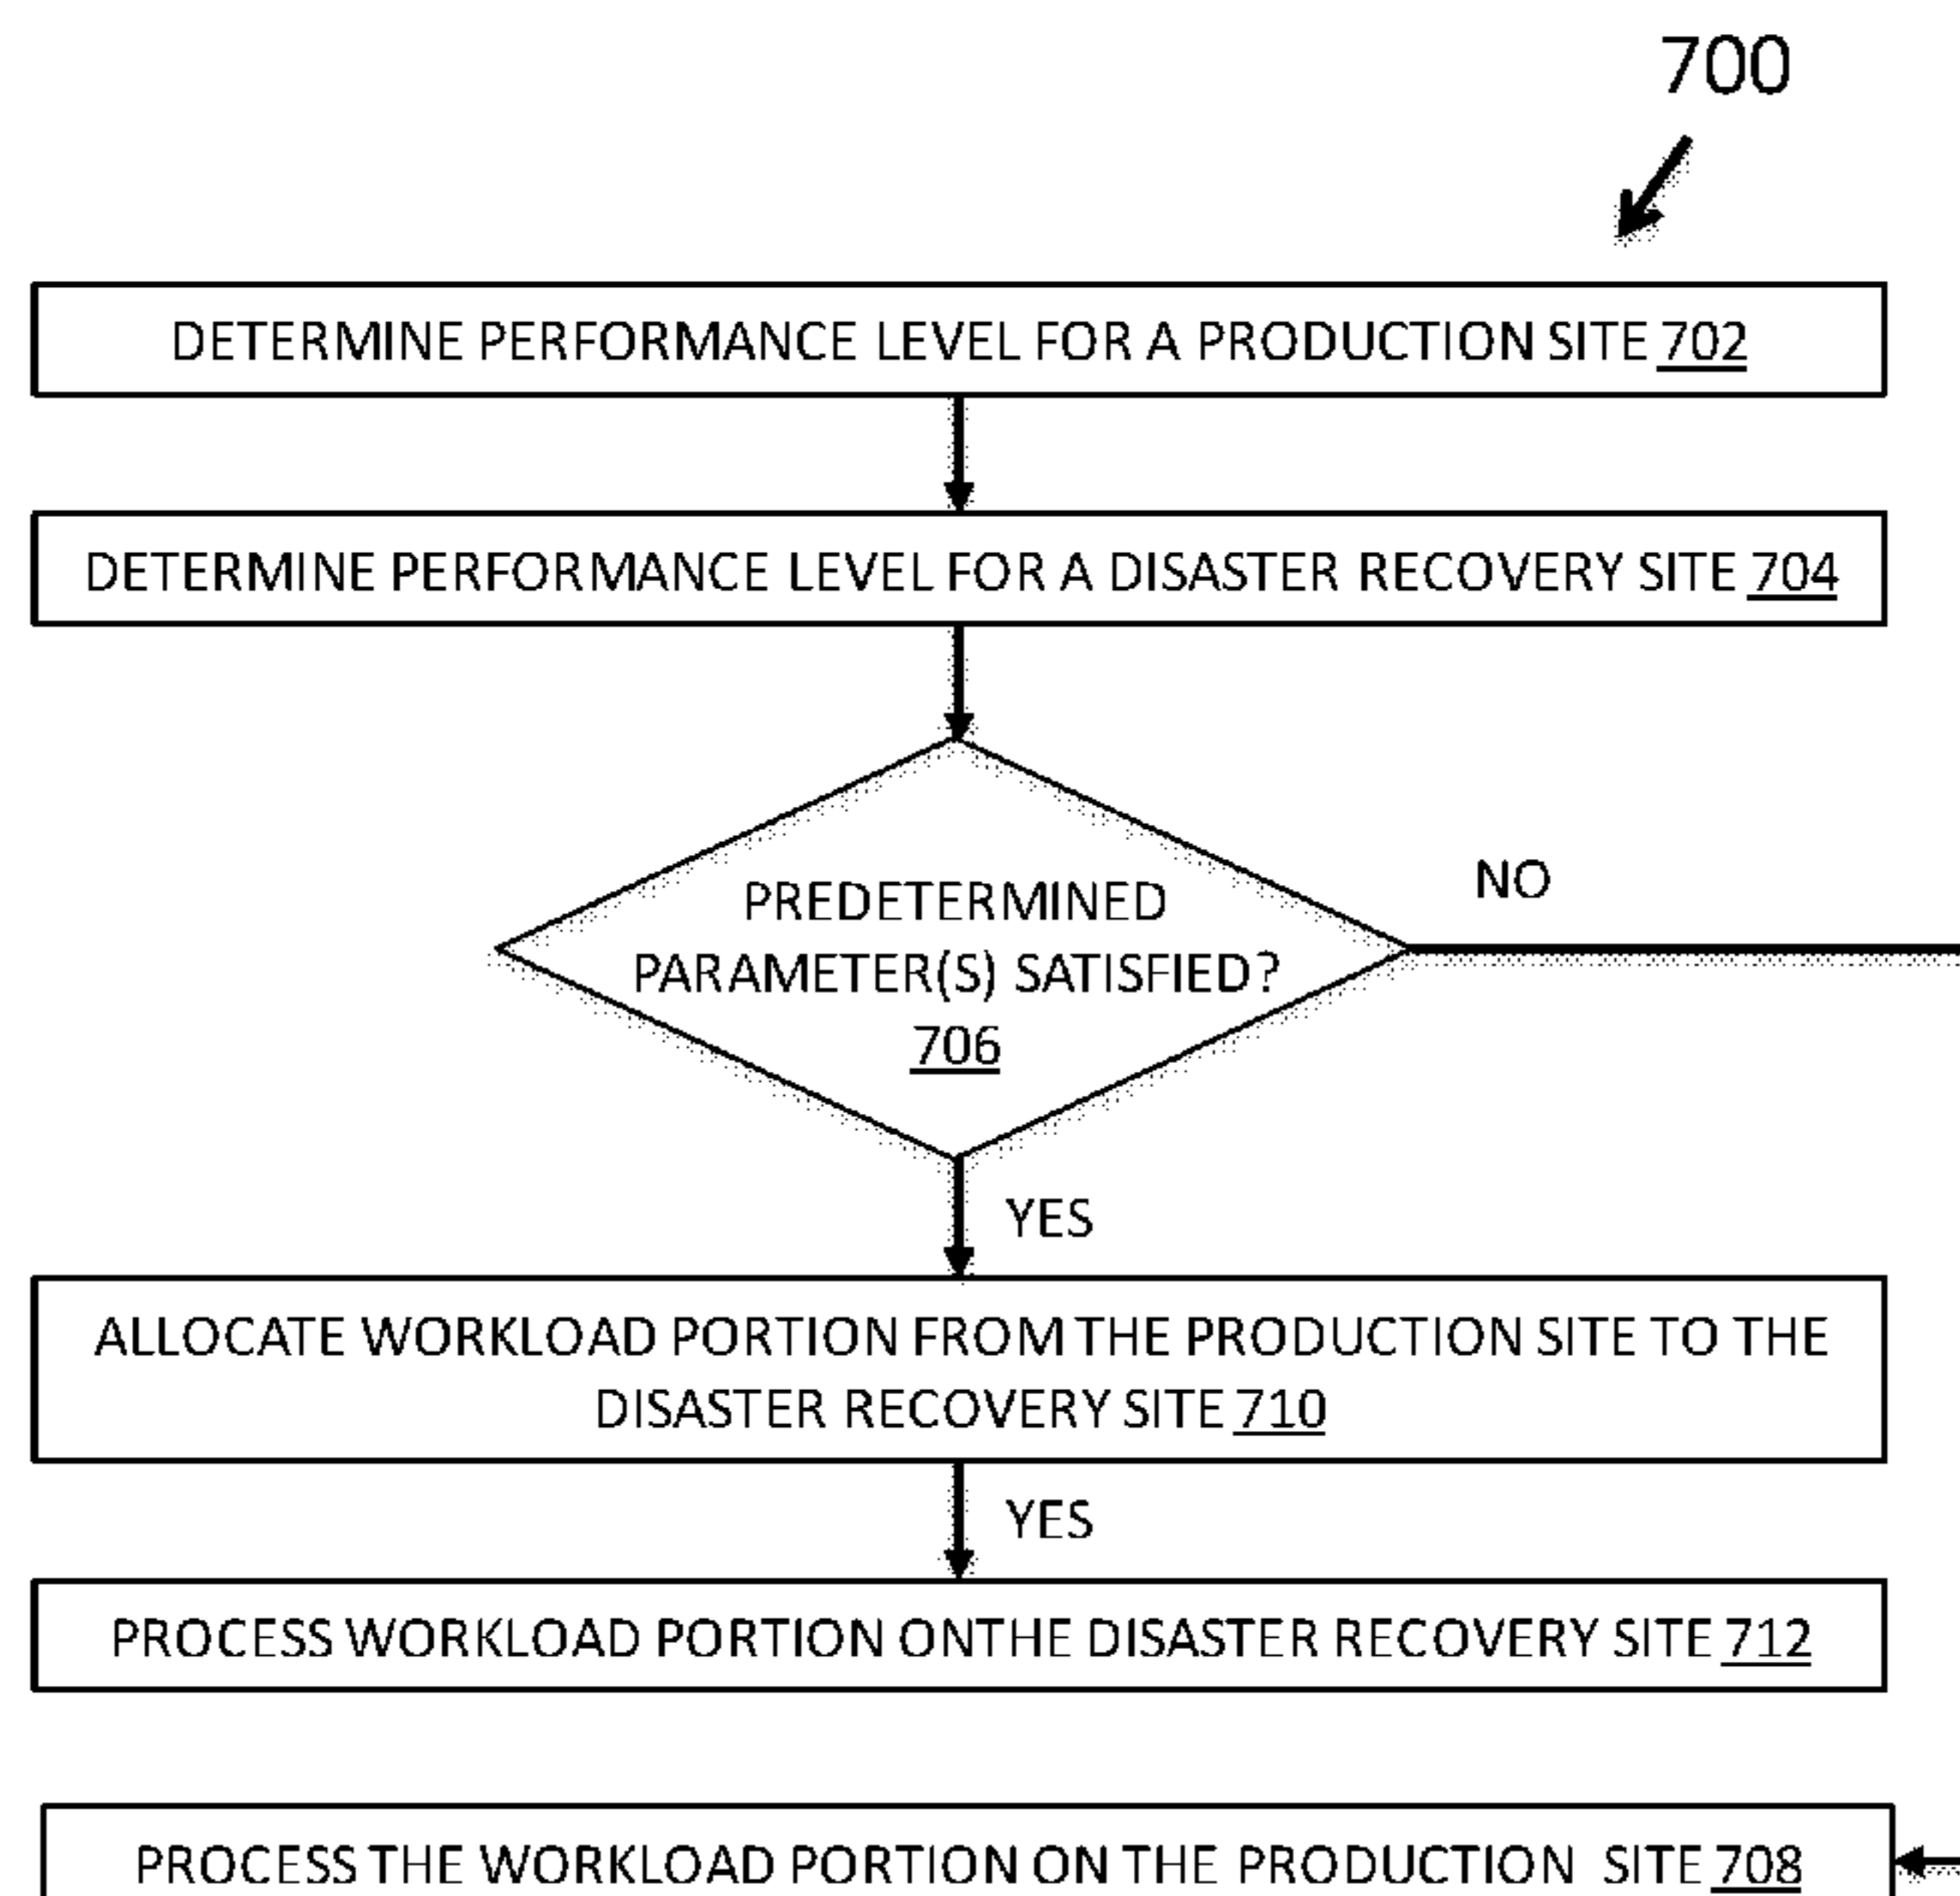 700
DETERMINE PERFORMANCE LEVEL FOR A PRODUCTION SITE 702
DETERMINE PERFORMANCE LEVEL FOR A DISASTER RECOVERY SITE 704
PREDETERMINED
PARAMETER(S) SATISFIED?
706
NO
YES
ALLOCATE WORKLOAD PORTION FROM THE PRODUCTION SITE TO THE
DISASTER RECOVERY SITE 710
YES
PROCESS WORKLOAD PORTION ONTHE DISASTER RECOVERY SITE 712
PROCESS THE WORKLOAD PORTION ON THE PRODUCTION SITE 708